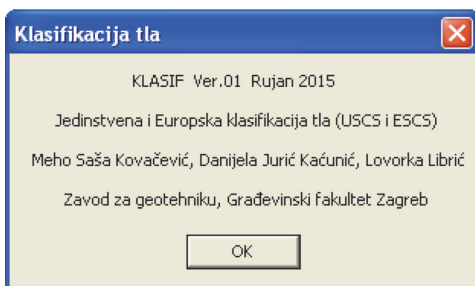 Klasifikacija tla
KLASIF Ver.01 Rujan 2015
Jedinstvena i Europska klasifikacija tla (USCS i ESCS)
Meho Saša Kovačević, Danijela Jurić Kaćunić, Lovorka Librić
Zavod za geotehniku, Građevinski fakultet Zagreb
OK